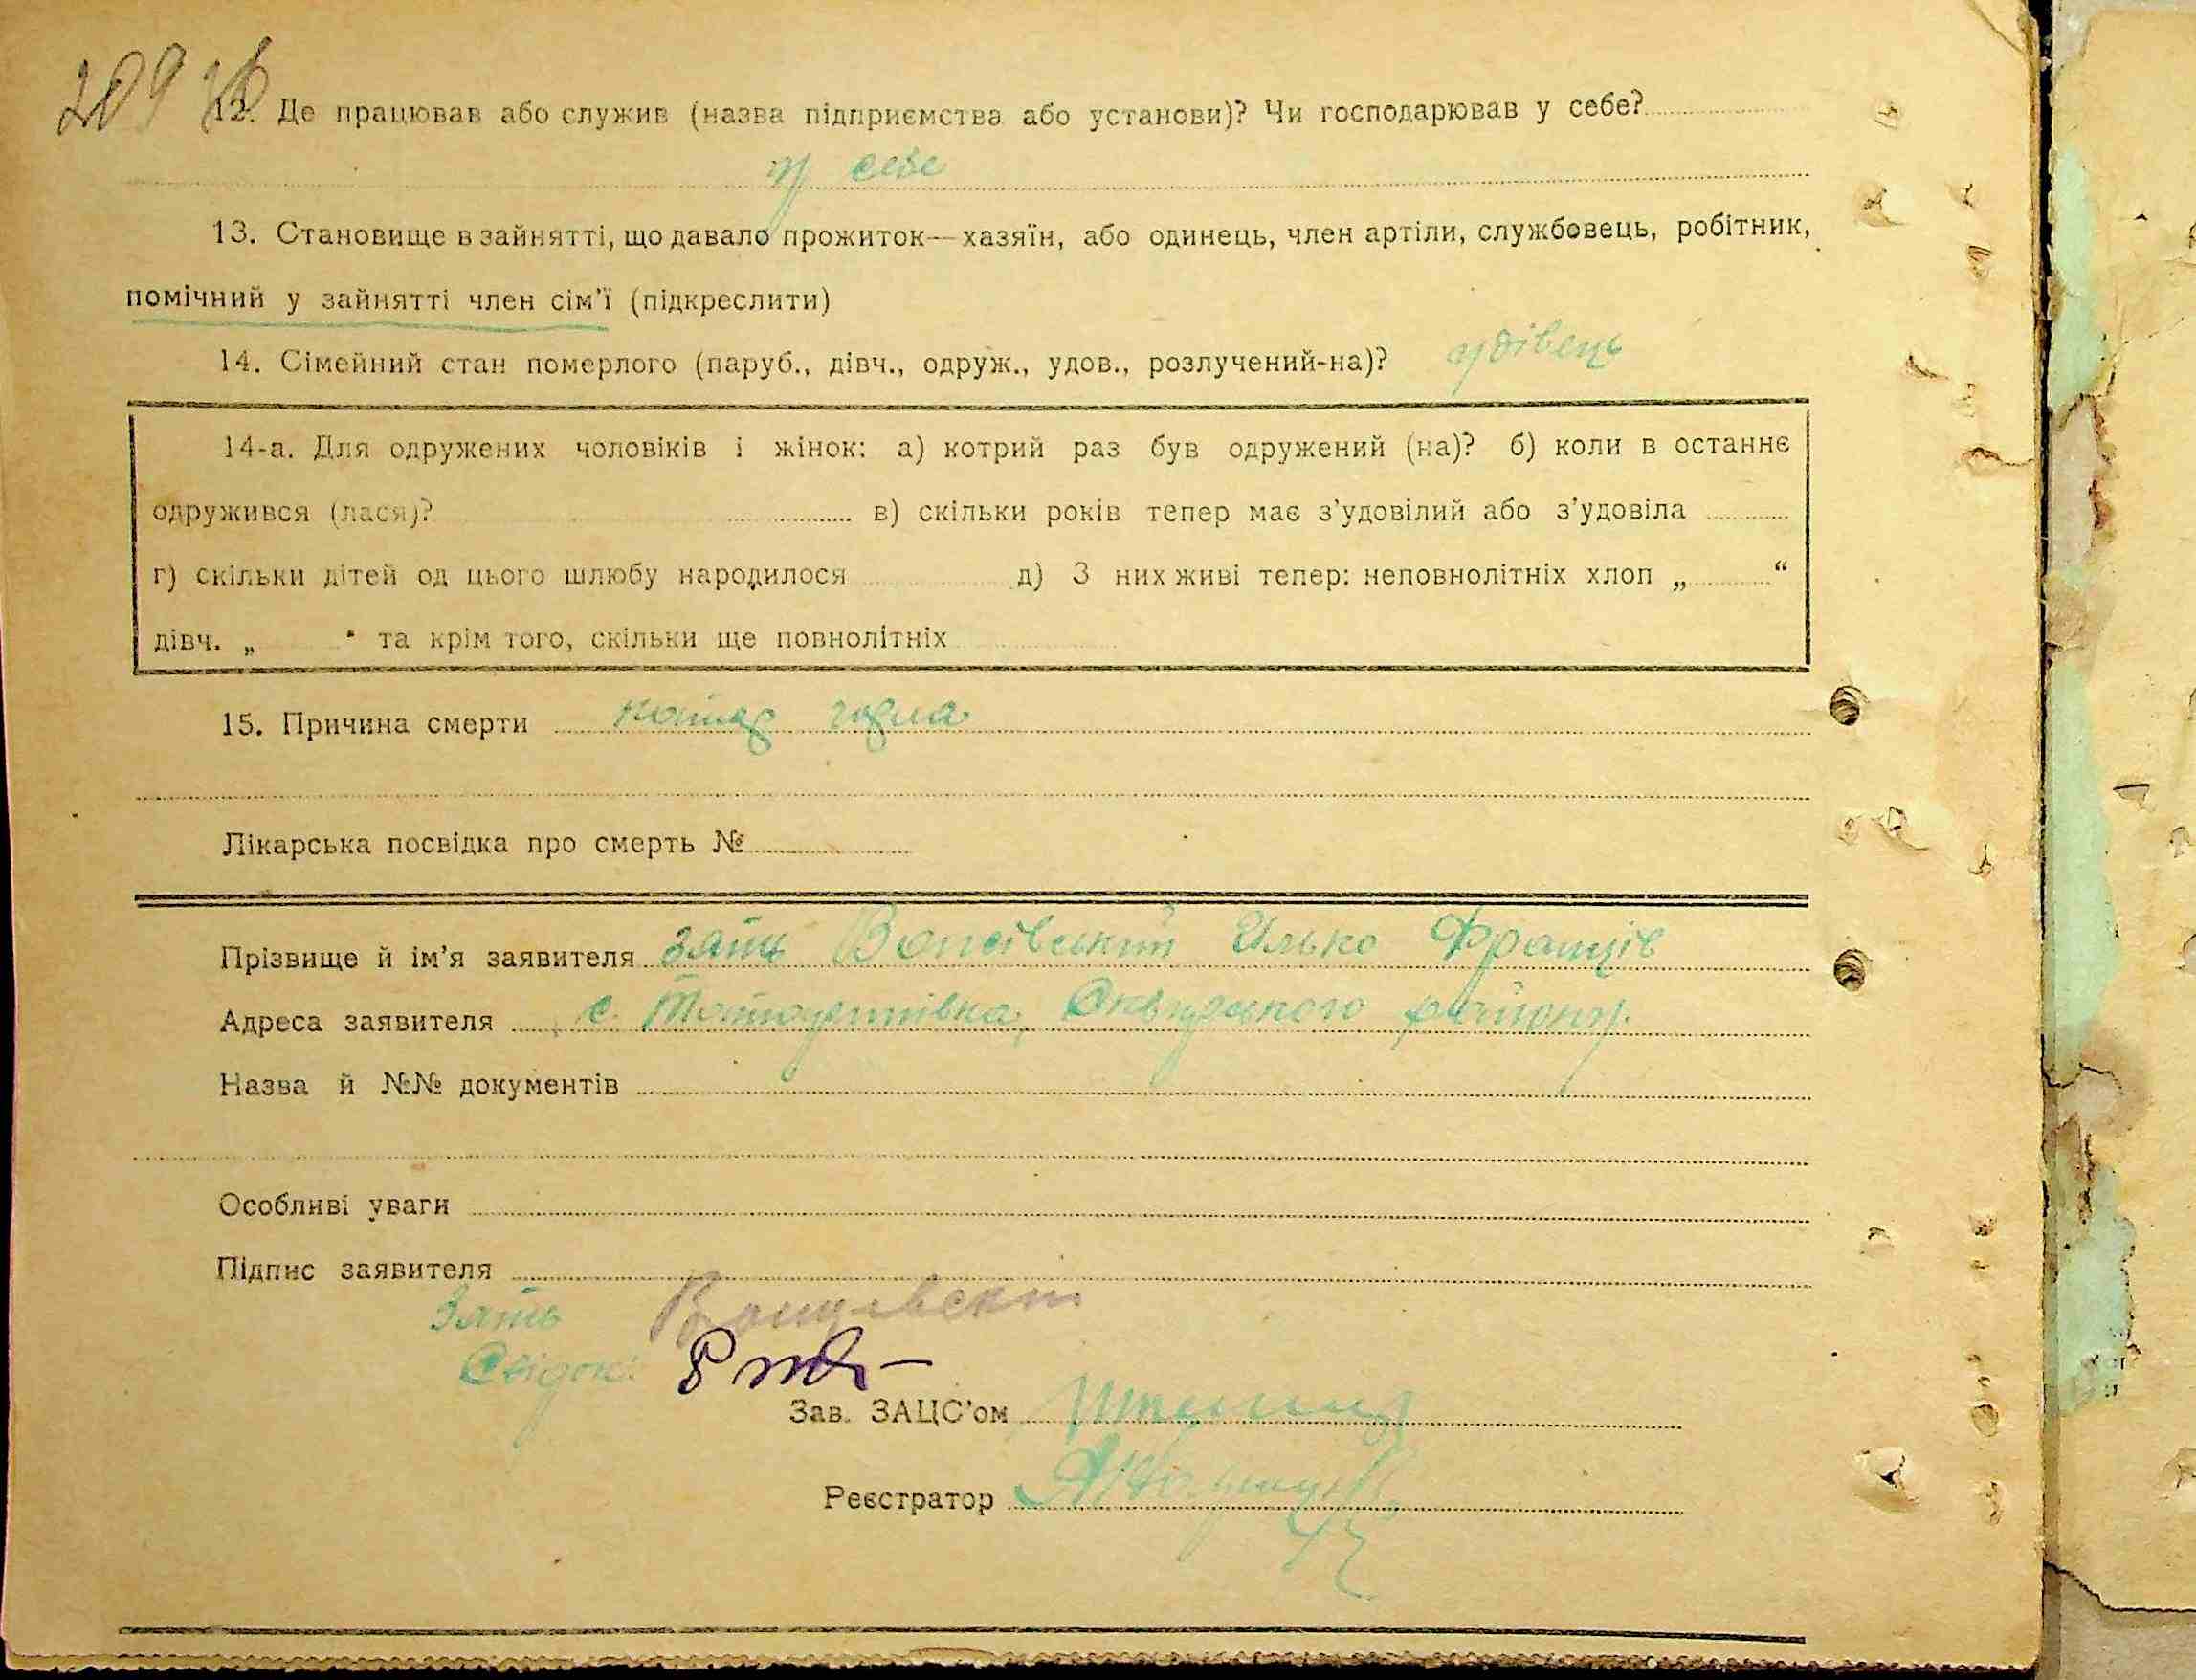 209 зв
12. Де працював або служив (назва підприємства або установи)? Чи господарював у себе?
у себе
13. Становище в зайнятті, що давало прожиток—хазяїн, або одинець, член артіли, службовець, робітник,
помічний у зайнятті член сім'ї (підкреслити)
14. Сімейний стан померлого (паруб., дівч., одруж., удов., розлучений-на)? удівець
14-а. Для одружених чоловіків і жінок: а) котрий раз був одружений (на)? б) коли в останнє
одружився (лася)? в) скільки років тепер має з'удовілий або з'удовіла
г) скільки дітей од цього шлюбу народилося д) З них живі тепер: неповнолітніх хлоп „ “
дівч. „ “ та крім того, скільки ще повнолітніх
15. Причина смерти
Лікарська посвідка про смерть №
Прізвище й ім'я заявителя зять Ілько Франців
Адреса заявителя с. Сквирського району.
Назва й №№ документів
Особливі уваги
Підпис заявителя
Зять
Свідок:
Зав. ЗАЦС'ом
Реєстратор